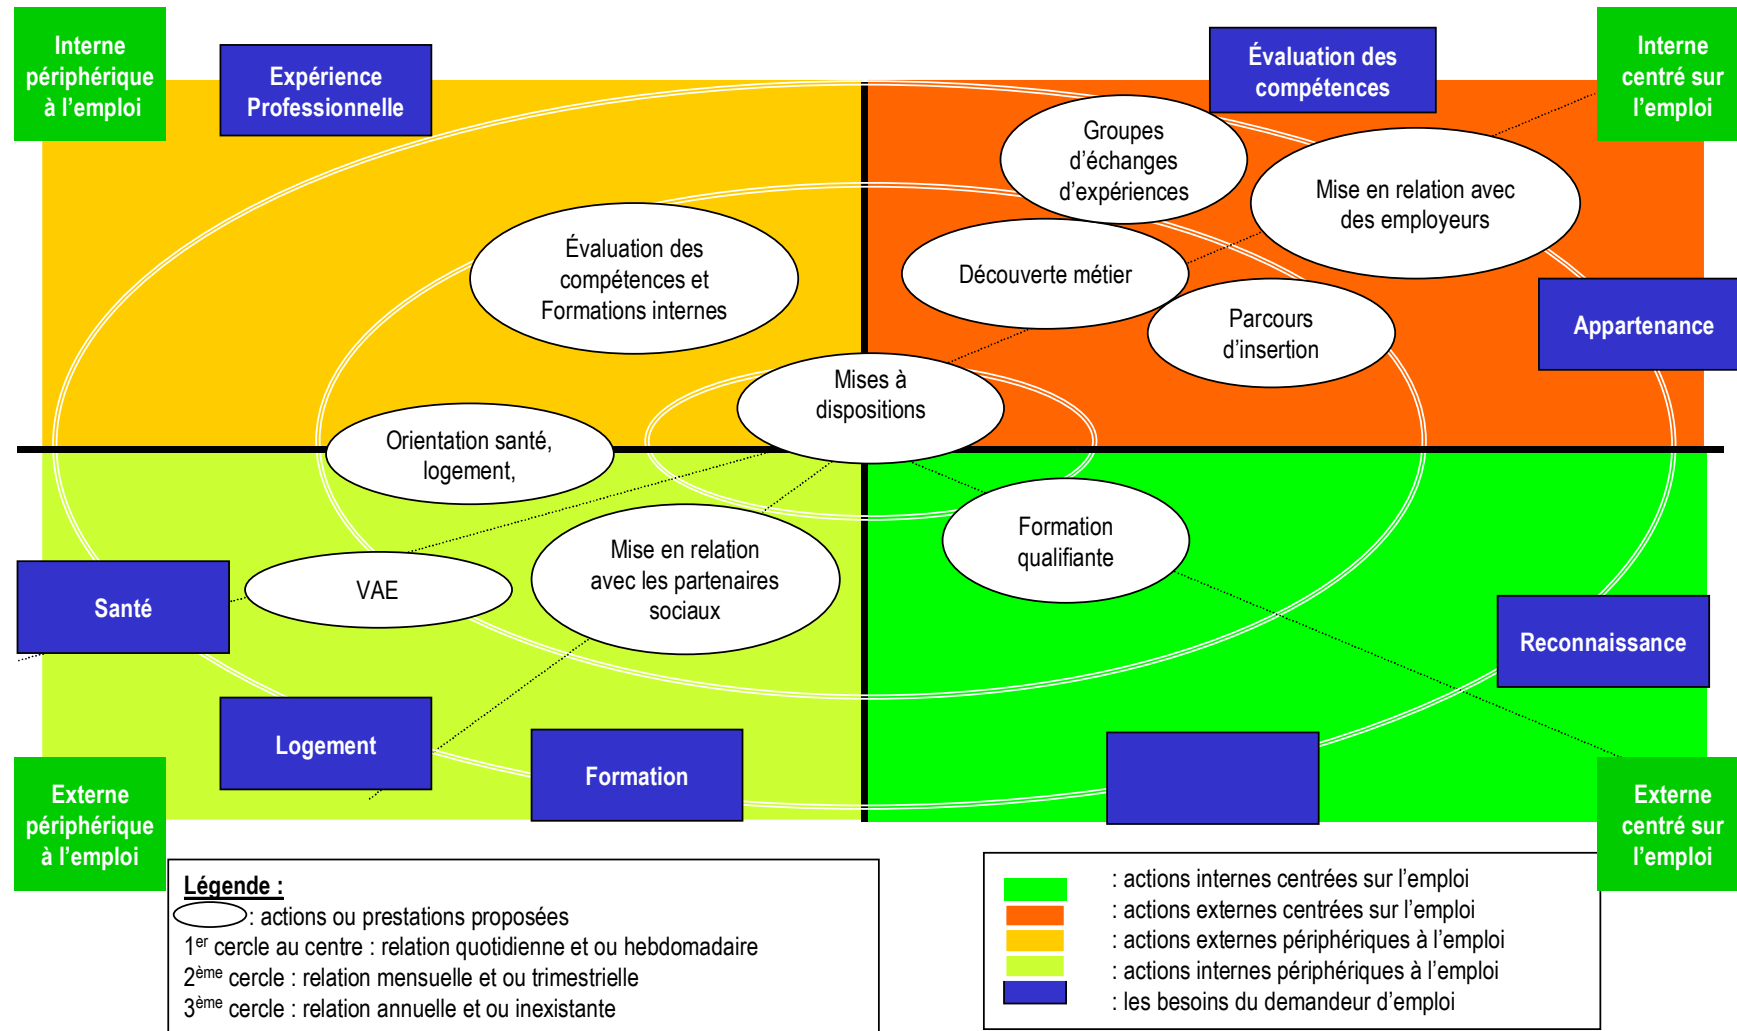 Interne
périphérique
à l’emploi
Expérience
Professionnelle
Évaluation des
compétences
Interne
centré sur
l’emploi
Groupes
d’échanges
d’expériences
Mise en relation avec
des employeurs
Évaluation des
compétences et
Formations internes
Découverte métier
Parcours
d’insertion
Appartenance
Mises à
dispositions
Orientation santé,
logement,
Formation
qualifiante
Mise en relation
avec les partenaires
sociaux
VAE
Santé
Reconnaissance
Logement
Formation
Externe
périphérique
à l’emploi
Externe
centré sur
l’emploi
Légende :
: actions ou prestations proposées
1er cercle au centre : relation quotidienne et ou hebdomadaire
2ème cercle : relation mensuelle et ou trimestrielle
3ème cercle : relation annuelle et ou inexistante
: actions internes centrées sur l’emploi
: actions externes centrées sur l’emploi
: actions externes périphériques à l’emploi
: actions internes périphériques à l’emploi
: les besoins du demandeur d’emploi